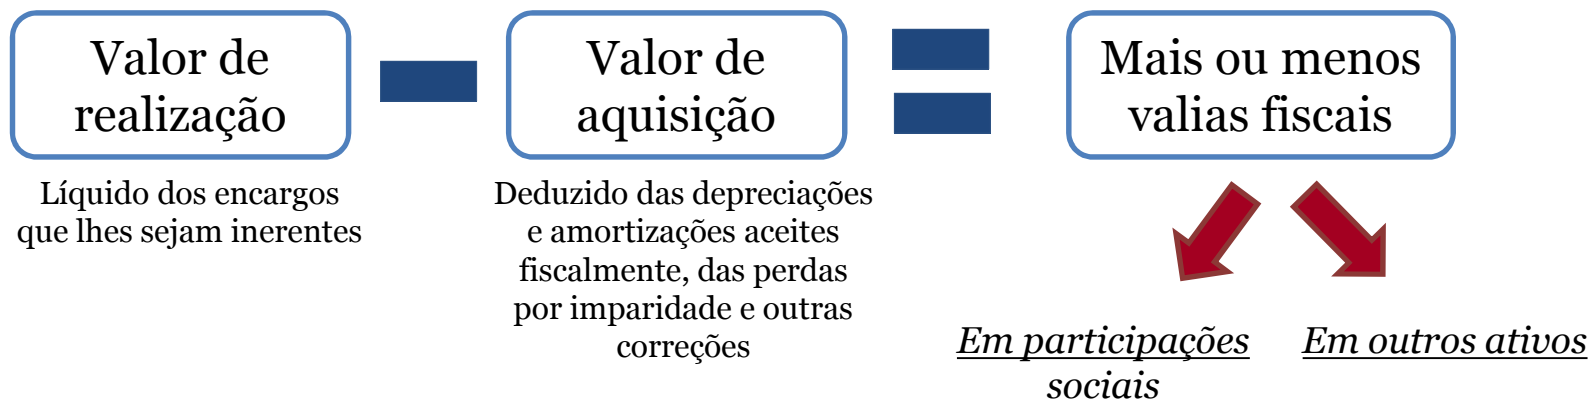 Valor de
realização
Valor de
aquisição
Mais ou menos
valias fiscais
Líquido dos encargos
que lhes sejam inerentes
Deduzido das depreciações
e amortizações aceites
fiscalmente, das perdas
por imparidade e outras
correções
Em participações
sociais
Em outros ativos